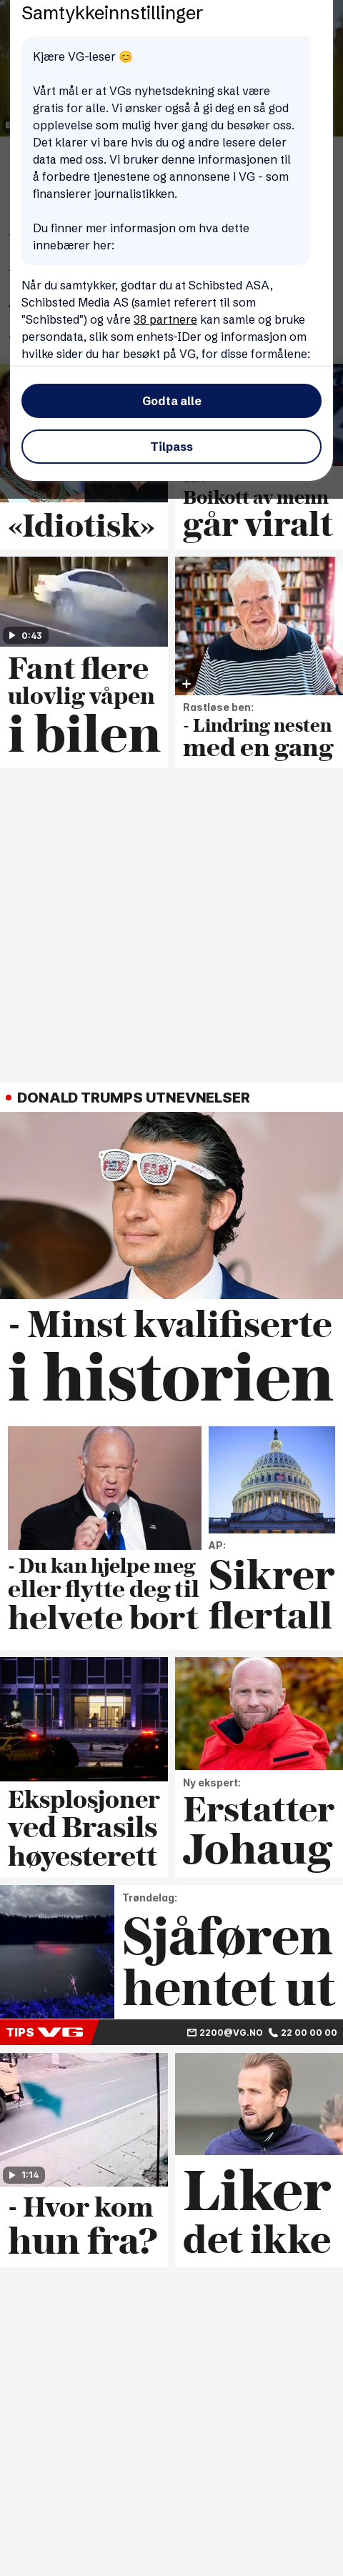 Samtykkeinnstillinger
Kjære VG-leser 😊
Vårt mål er at VGs nyhetsdekning skal være
gratis for alle. Vi ønsker også å gi deg en så god
opplevelse som mulig hver gang du besøker oss.
Det klarer vi bare hvis du og andre lesere deler
data med oss. Vi bruker denne informasjonen til
å forbedre tjenestene og annonsene i VG - som
finansierer journalistikken.
Du finner mer informasjon om hva dette
innebærer her:
Når du samtykker, godtar du at Schibsted ASA,
Schibsted Media AS (samlet referert til som
"Schibsted") og våre 38 partnere kan samle og bruke
persondata, slik som enhets-IDer og informasjon om
hvilke sider du har besøkt på VG, for disse formålene:
Godta alle
Tilpass
«Idiotisk»
Boikott av menn
går viralt
0:43
Fant flere
ulovlig våpen
i bilen
Rastløse ben:
- Lindring nesten
med en gang
DONALD TRUMPS UTNEVNELSER
FOX FAN
- Minst kvalifiserte
i historien
- Du kan hjelpe meg
eller flytte deg til
helvete bort
AP:
Sikrer
flertall
Eksplosjoner
ved Brasils
høyesterett
Ny ekspert:
Erstatter
Johaug
Trøndelag:
Sjåføren
hentet ut
TIPS VG
2200@VG.NO
22 00 00 00
1:14
- Hvor kom
hun fra?
Liker
det ikke